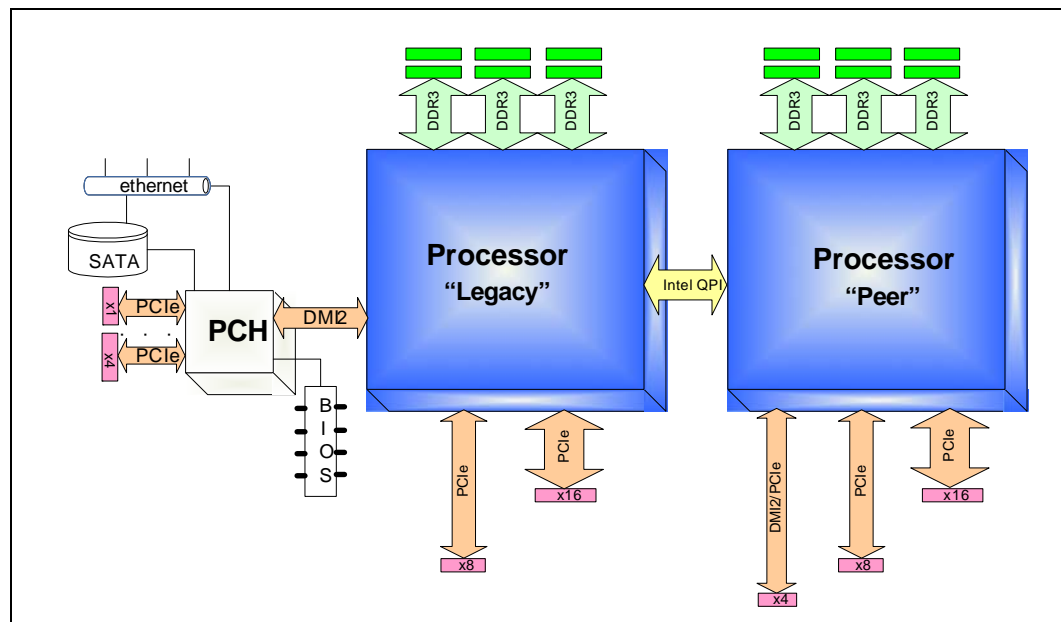 DDR3
DDR3
DDR3
DDR3
DDR3
DDR3
ethernet
SATA
x1
PCIe
. . .
x4
PCIe
PCH
DMI2
BIOS
Processor
“Legacy”
Intel QPI
Processor
“Peer”
PCIe
x8
PCIe
x16
DMI2/PCIe
x4
PCIe
x8
PCIe
x16